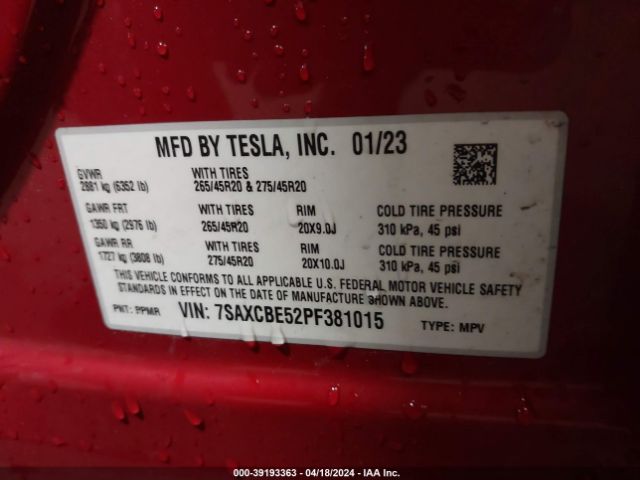 MFD BY TESLA, INC. 01/23
GVWR WITH TIRES
2881 kg (6352 lb) 265/45R20 & 275/45R20
GAWR FRT WITH TIRES RIM COLD TIRE PRESSURE
1350 kg (2976 lb) 265/45R20 20X9.0J 310 kPa, 45 psi
GAWR RR WITH TIRES RIM COLD TIRE PRESSURE
1727 kg (3808 lb) 275/45R20 20X10.0J 310 kPa, 45 psi
THIS VEHICLE CONFORMS TO ALL APPLICABLE U.S. FEDERAL MOTOR VEHICLE SAFETY
STANDARDS IN EFFECT ON THE DATE OF MANUFACTURE SHOWN ABOVE.
PNT: PPMR VIN: 7SAXCBE52PF381015 TYPE: MPV
000-39193363 - 04/18/2024 - IAA Inc.